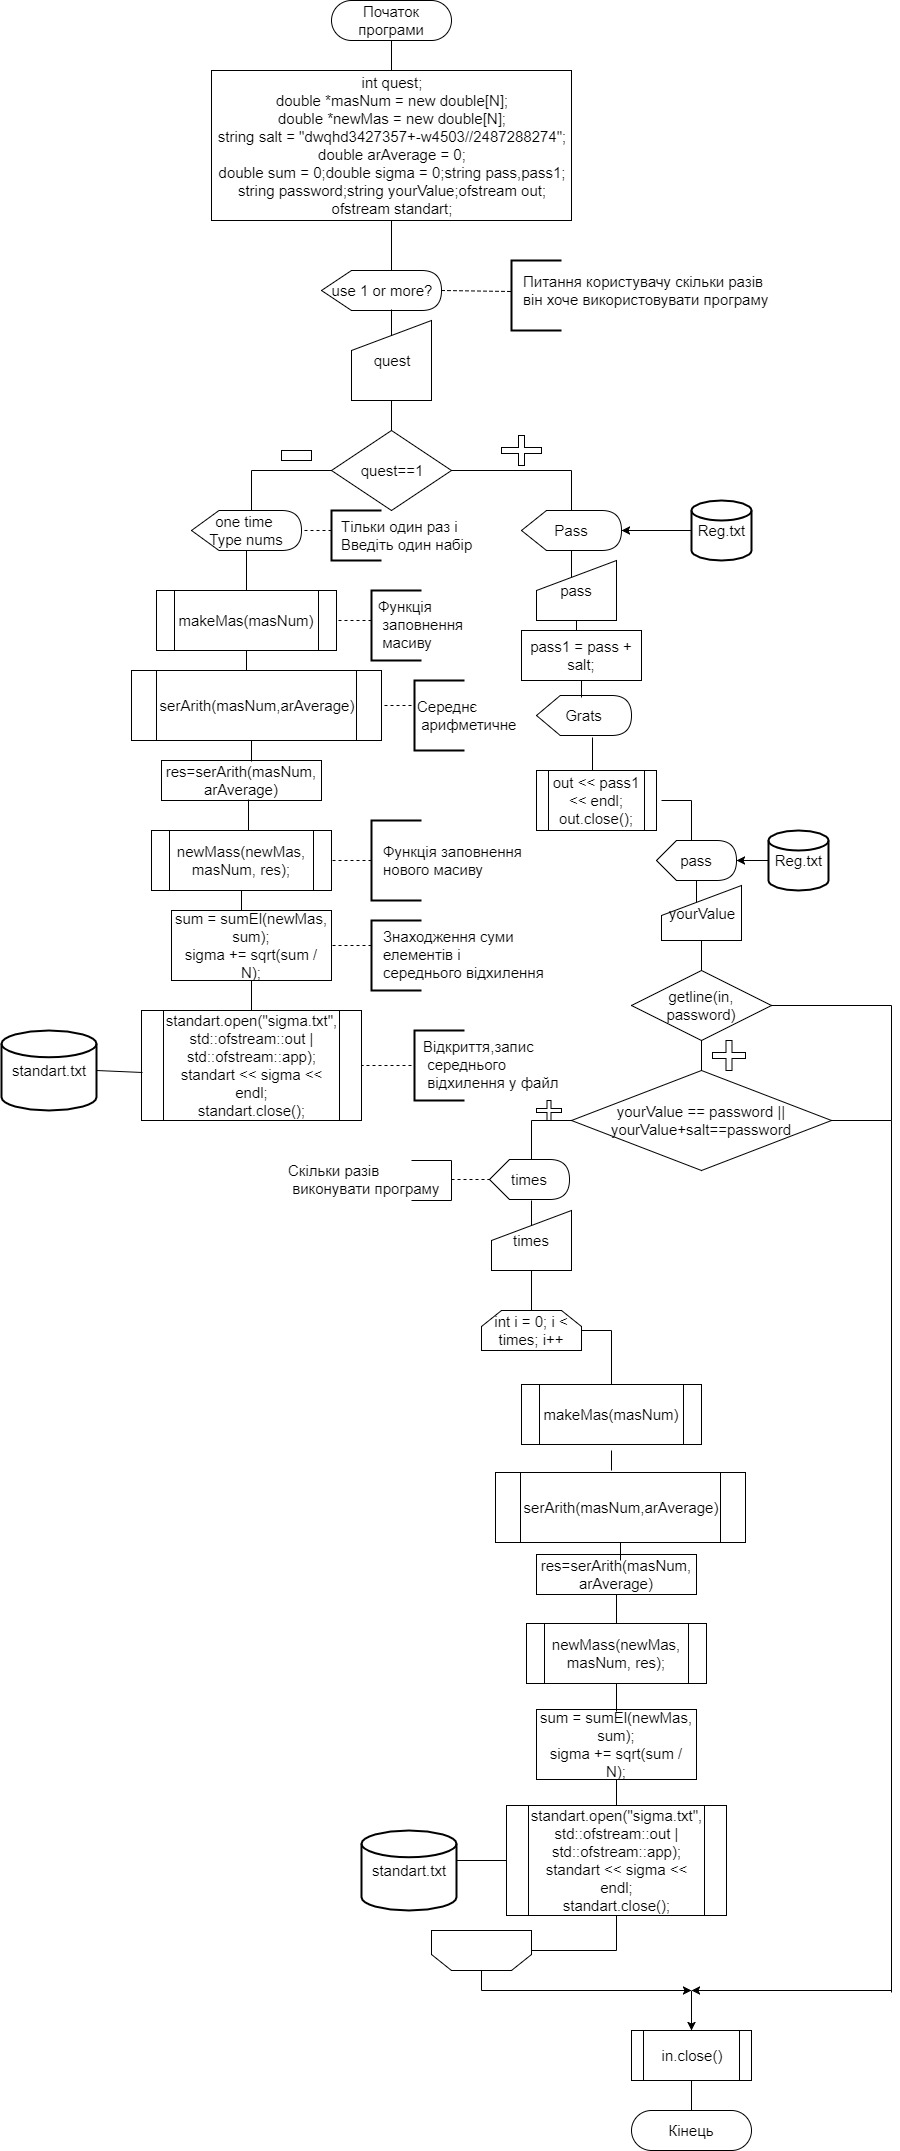 Початок
програми
int quest;
double *masNum = new double[N];
double *newMas = new double[N];
string salt = "dwqhd3427357+-w4503//2487288274";
double arAverage = 0;
double sum = 0;double sigma = 0;string pass,pass1;
string password;string yourValue;ofstream out;
ofstream standart;
use 1 or more?
Питання користувачу скільки разів
він хоче використовувати програму
quest
quest==1
one time
Type nums
Тільки один раз і
Введіть один набір
Pass
Reg.txt
pass
makeMas(masNum)
Функція
заповнення
масиву
pass1 = pass +
salt;
serArith(masNum,arAverage)
Середнє
арифметичне
Grats
res=serArith(masNum,
arAverage)
out << pass1
<< endl;
out.close();
newMass(newMas,
masNum, res);
Функція заповнення
нового масиву
pass
Reg.txt
yourValue
sum = sumEl(newMas,
sum);
sigma += sqrt(sum /
N);
Знаходження суми
елементів і
середнього відхилення
getline(in,
password)
standart.txt
standart.open("sigma.txt",
std::ofstream::out |
std::ofstream::app);
standart << sigma <<
endl;
standart.close();
Відкриття,запис
середнього
відхилення у файл
yourValue == password ||
yourValue+salt==password
Скільки разів
виконувати програму
times
times
int i = 0; i <
times; i++
makeMas(masNum)
serArith(masNum,arAverage)
res=serArith(masNum,
arAverage)
newMass(newMas,
masNum, res);
sum = sumEl(newMas,
sum);
sigma += sqrt(sum /
N);
standart.txt
standart.open("sigma.txt",
std::ofstream::out |
std::ofstream::app);
standart << sigma <<
endl;
standart.close();
in.close()
Кінець